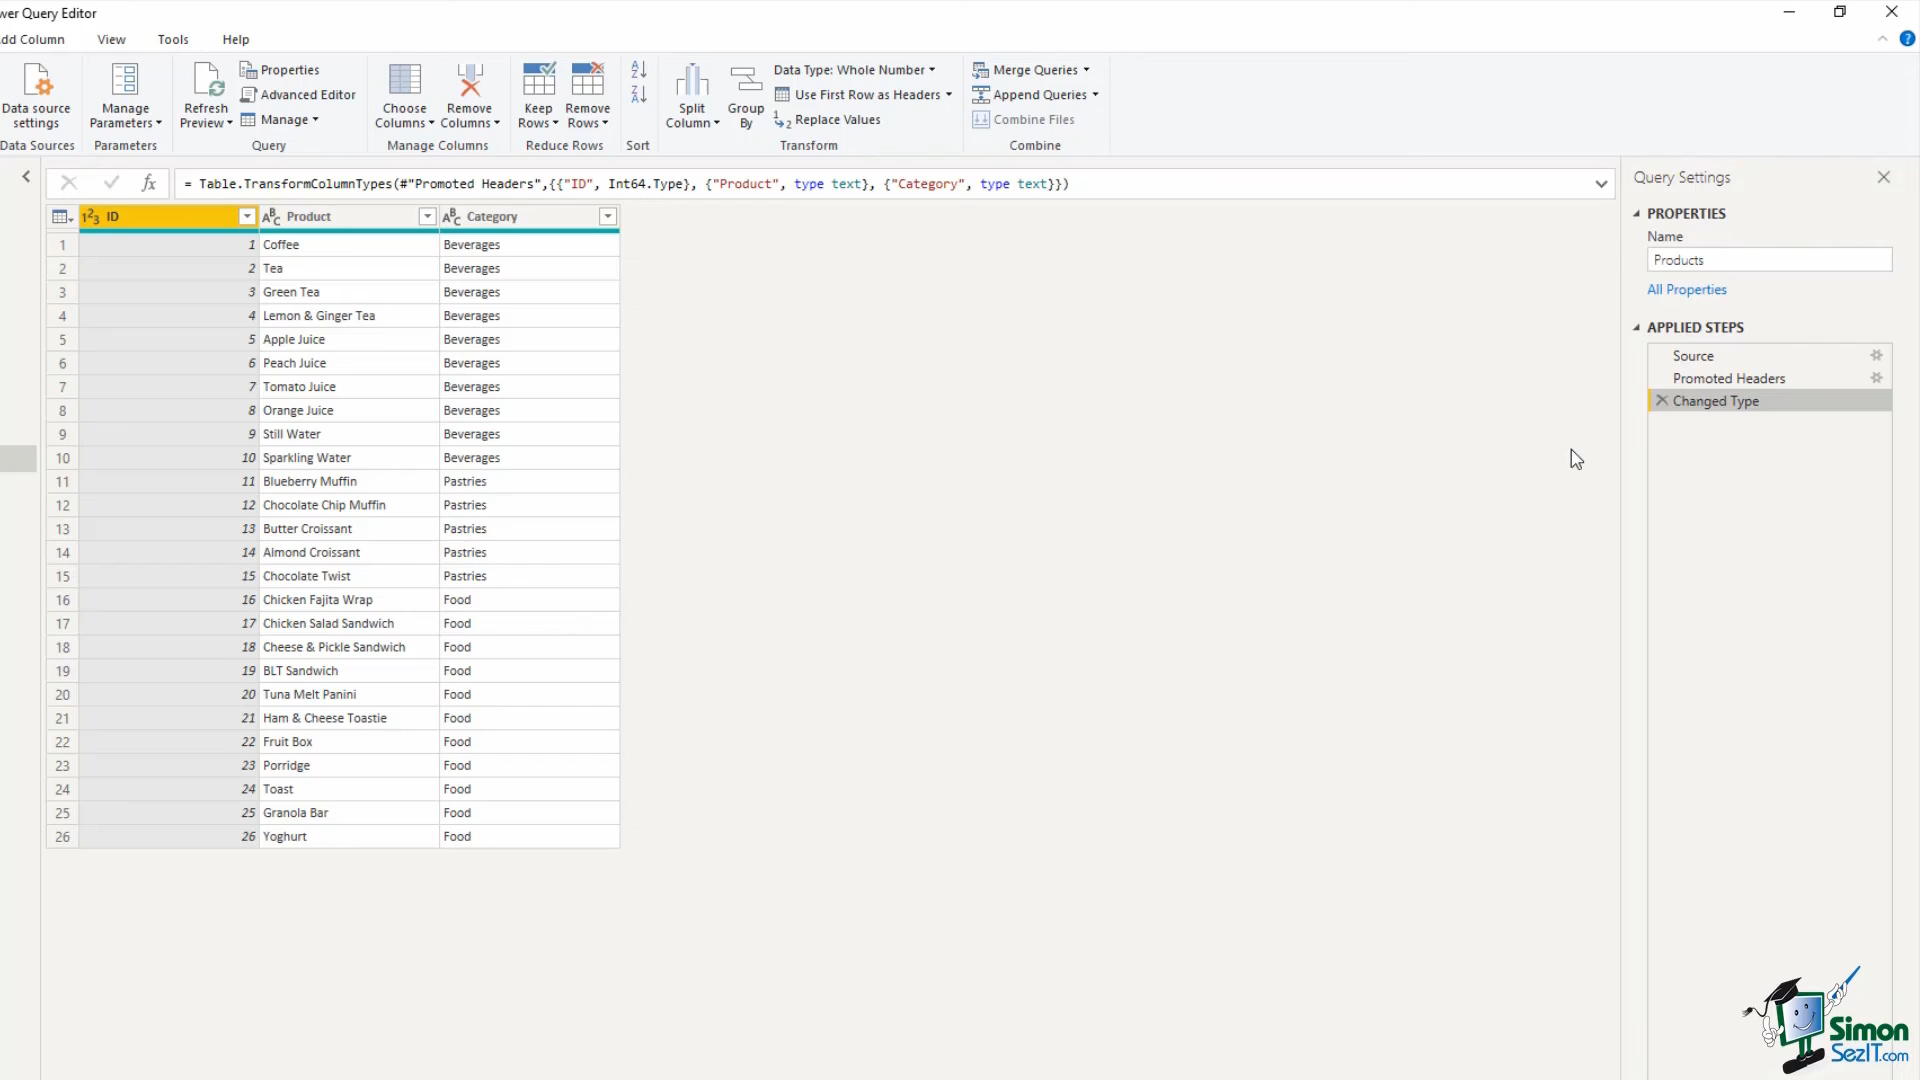 wer Query Editor
dd Column View Tools Help
Data source settings
Manage Parameters
Refresh Preview
Properties
Advanced Editor
Manage
Choose Columns
Remove Columns
Keep Rows
Remove Rows
Split Column
Group By
Data Type: Whole Number
Use First Row as Headers
Replace Values
Merge Queries
Append Queries
Combine Files
Data Sources Parameters Query Manage Columns Reduce Rows Sort Transform Combine
fx = Table.TransformColumnTypes(#"Promoted Headers",{{"ID", Int64.Type}, {"Product", type text}, {"Category", type text}})
123 ID ABC Product ABC Category
1 1 Coffee Beverages
2 2 Tea Beverages
3 3 Green Tea Beverages
4 4 Lemon & Ginger Tea Beverages
5 5 Apple Juice Beverages
6 6 Peach Juice Beverages
7 7 Tomato Juice Beverages
8 8 Orange Juice Beverages
9 9 Still Water Beverages
10 10 Sparkling Water Beverages
11 11 Blueberry Muffin Pastries
12 12 Chocolate Chip Muffin Pastries
13 13 Butter Croissant Pastries
14 14 Almond Croissant Pastries
15 15 Chocolate Twist Pastries
16 16 Chicken Fajita Wrap Food
17 17 Chicken Salad Sandwich Food
18 18 Cheese & Pickle Sandwich Food
19 19 BLT Sandwich Food
20 20 Tuna Melt Panini Food
21 21 Ham & Cheese Toastie Food
22 22 Fruit Box Food
23 23 Porridge Food
24 24 Toast Food
25 25 Granola Bar Food
26 26 Yoghurt Food
Query Settings
PROPERTIES
Name
Products
All Properties
APPLIED STEPS
Source
Promoted Headers
Changed Type
Simon
SezIT.com